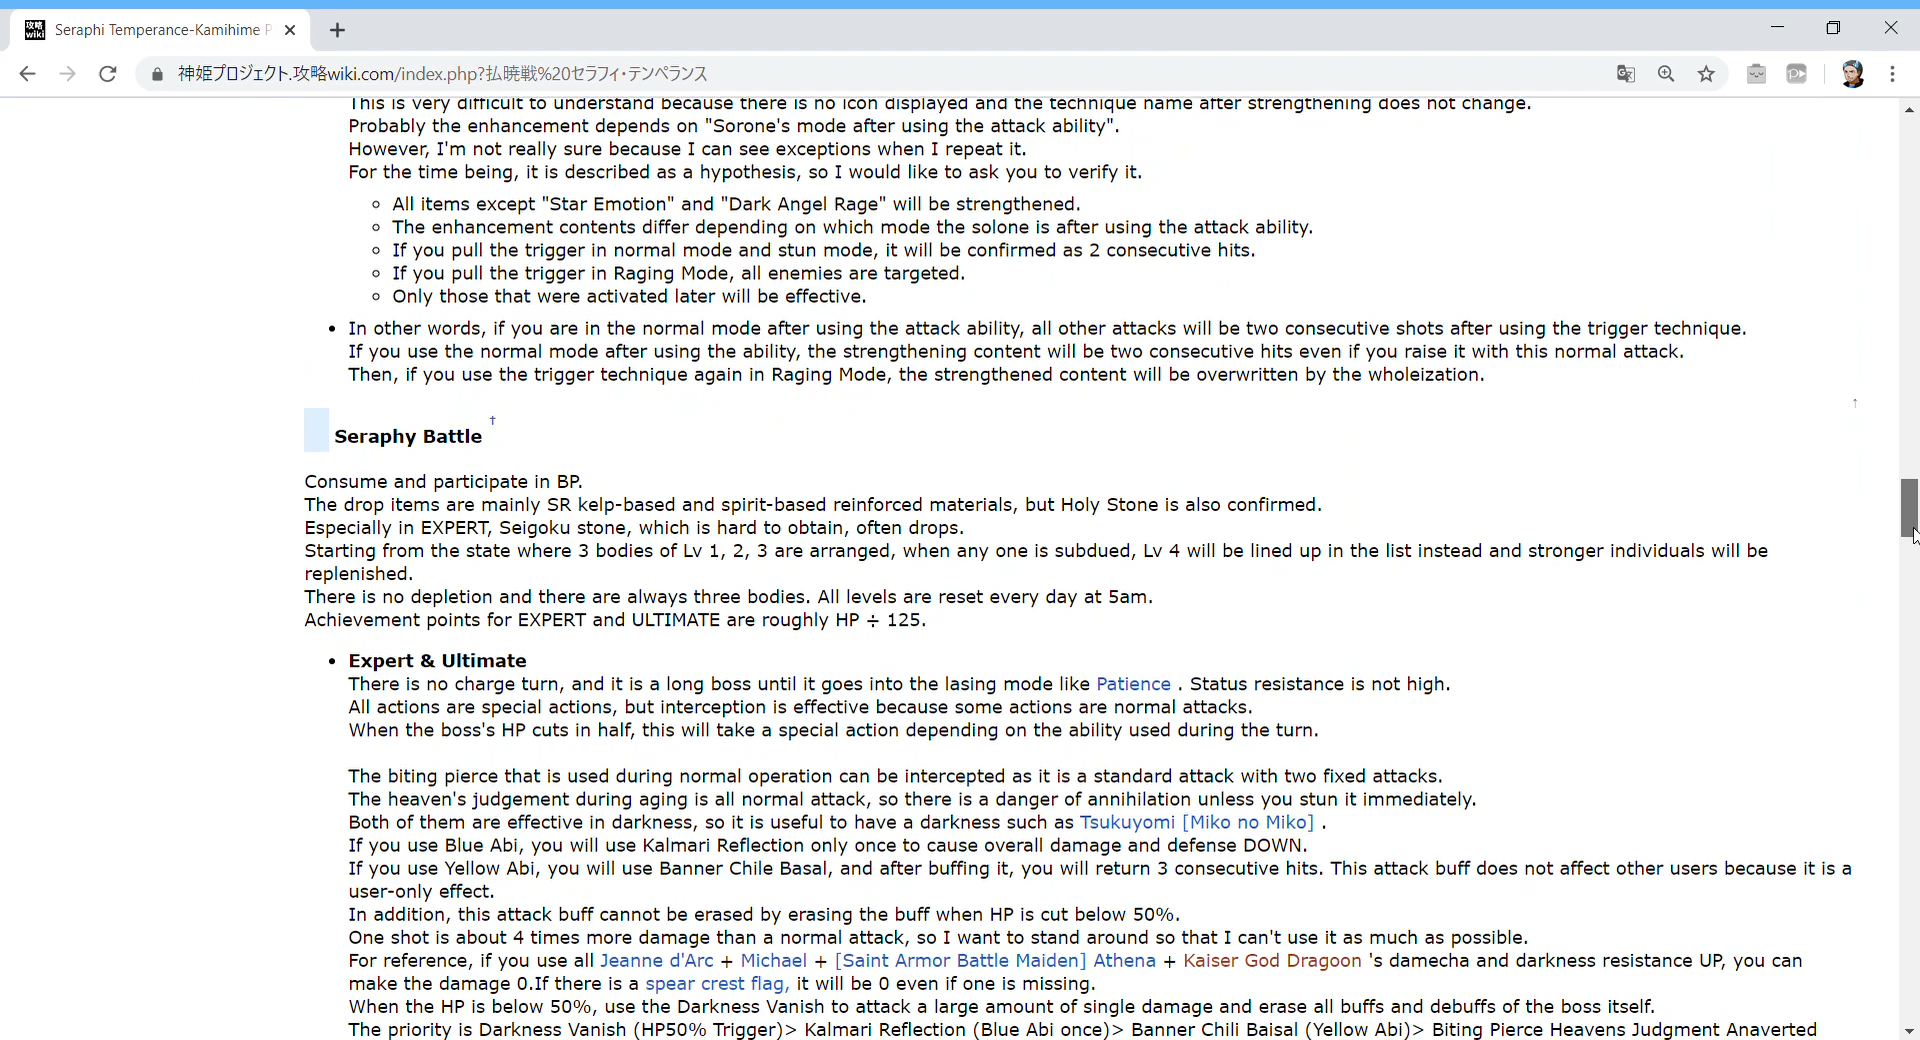 攻略 wiki Seraphi Temperance-Kamihime P
神姫プロジェクト.攻略wiki.com/index.php?払暁戦%20セラフィ・テンペランス
This is very difficult to understand because there is no icon displayed and the technique name after strengthening does not change.
Probably the enhancement depends on "Sorone's mode after using the attack ability".
However, I'm not really sure because I can see exceptions when I repeat it.
For the time being, it is described as a hypothesis, so I would like to ask you to verify it.
All items except "Star Emotion" and "Dark Angel Rage" will be strengthened.
The enhancement contents differ depending on which mode the solone is after using the attack ability.
If you pull the trigger in normal mode and stun mode, it will be confirmed as 2 consecutive hits.
If you pull the trigger in Raging Mode, all enemies are targeted.
Only those that were activated later will be effective.
In other words, if you are in the normal mode after using the attack ability, all other attacks will be two consecutive shots after using the trigger technique.
If you use the normal mode after using the ability, the strengthening content will be two consecutive hits even if you raise it with this normal attack.
Then, if you use the trigger technique again in Raging Mode, the strengthened content will be overwritten by the wholeization.
↑
Seraphy Battle †
Consume and participate in BP.
The drop items are mainly SR kelp-based and spirit-based reinforced materials, but Holy Stone is also confirmed.
Especially in EXPERT, Seigoku stone, which is hard to obtain, often drops.
Starting from the state where 3 bodies of Lv 1, 2, 3 are arranged, when any one is subdued, Lv 4 will be lined up in the list instead and stronger individuals will be
replenished.
There is no depletion and there are always three bodies. All levels are reset every day at 5am.
Achievement points for EXPERT and ULTIMATE are roughly HP ÷ 125.
Expert & Ultimate
There is no charge turn, and it is a long boss until it goes into the lasing mode like Patience . Status resistance is not high.
All actions are special actions, but interception is effective because some actions are normal attacks.
When the boss's HP cuts in half, this will take a special action depending on the ability used during the turn.
The biting pierce that is used during normal operation can be intercepted as it is a standard attack with two fixed attacks.
The heaven's judgement during aging is all normal attack, so there is a danger of annihilation unless you stun it immediately.
Both of them are effective in darkness, so it is useful to have a darkness such as Tsukuyomi [Miko no Miko] .
If you use Blue Abi, you will use Kalmari Reflection only once to cause overall damage and defense DOWN.
If you use Yellow Abi, you will use Banner Chile Basal, and after buffing it, you will return 3 consecutive hits. This attack buff does not affect other users because it is a
user-only effect.
In addition, this attack buff cannot be erased by erasing the buff when HP is cut below 50%.
One shot is about 4 times more damage than a normal attack, so I want to stand around so that I can't use it as much as possible.
For reference, if you use all Jeanne d'Arc + Michael + [Saint Armor Battle Maiden] Athena + Kaiser God Dragoon 's damecha and darkness resistance UP, you can
make the damage 0.If there is a spear crest flag, it will be 0 even if one is missing.
When the HP is below 50%, use the Darkness Vanish to attack a large amount of single damage and erase all buffs and debuffs of the boss itself.
The priority is Darkness Vanish (HP50% Trigger)> Kalmari Reflection (Blue Abi once)> Banner Chili Baisal (Yellow Abi)> Biting Pierce Heavens Judgment Anaverted